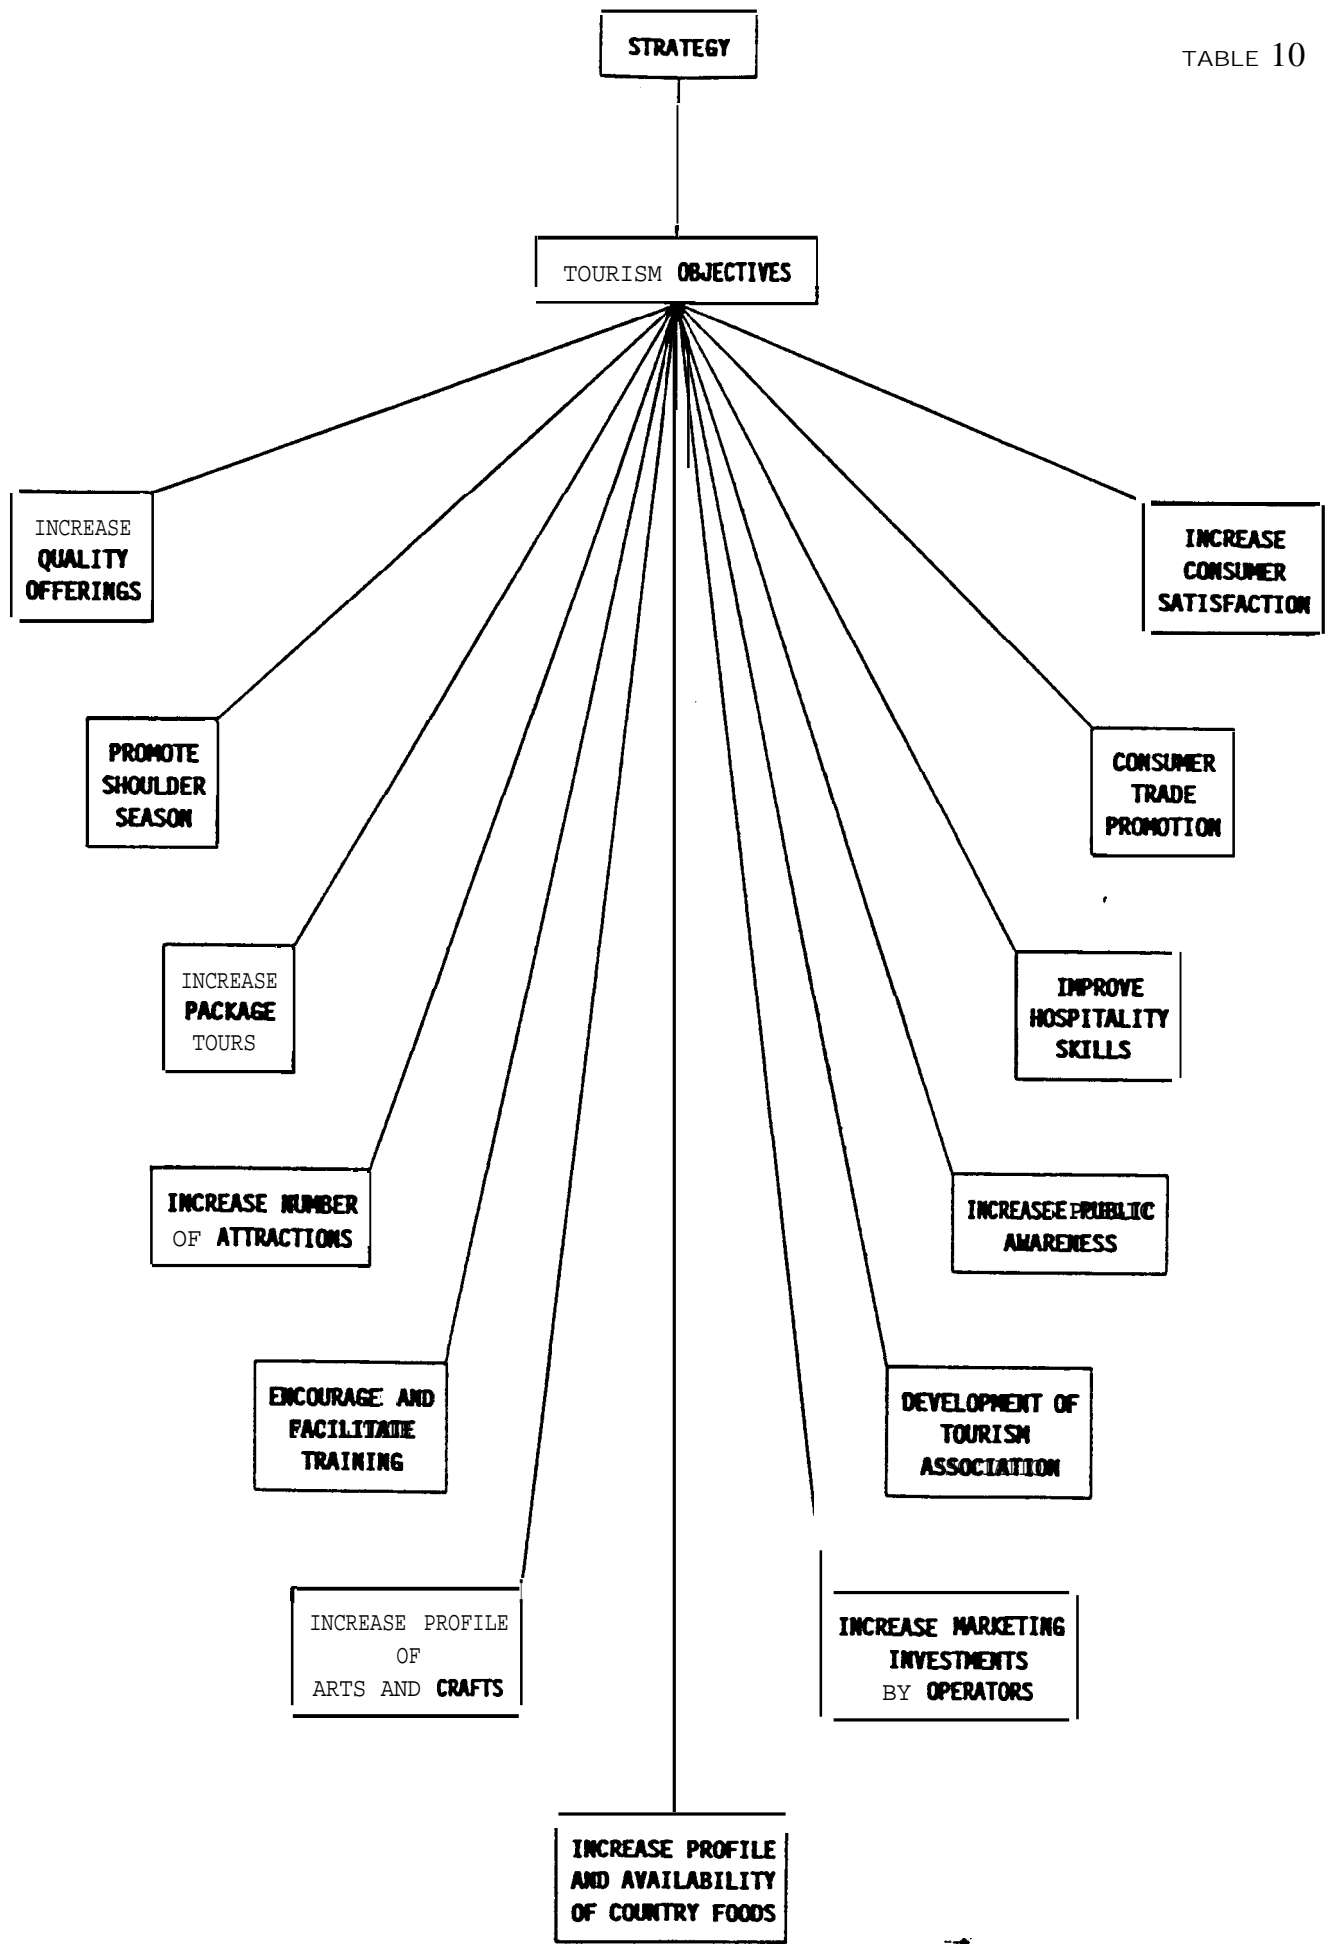 STRATEGY
TABLE 10
TOURISM OBJECTIVES
INCREASE
QUALITY
OFFERINGS
INCREASE
CONSUMER
SATISFACTION
PROMOTE
SHOULDER
SEASON
CONSUMER
TRADE
PROMOTION
INCREASE
PACKAGE
TOURS
IMPROVE
HOSPITALITY
SKILLS
INCREASE NUMBER
OF ATTRACTIONS
INCREASE PUBLIC
AWARENESS
ENCOURAGE AND
FACILITATE
TRAINING
DEVELOPMENT OF
TOURISM
ASSOCIATION
INCREASE PROFILE
OF
ARTS AND CRAFTS
INCREASE MARKETING
INVESTMENTS
BY OPERATORS
INCREASE PROFILE
AND AVAILABILITY
OF COUNTRY FOODS